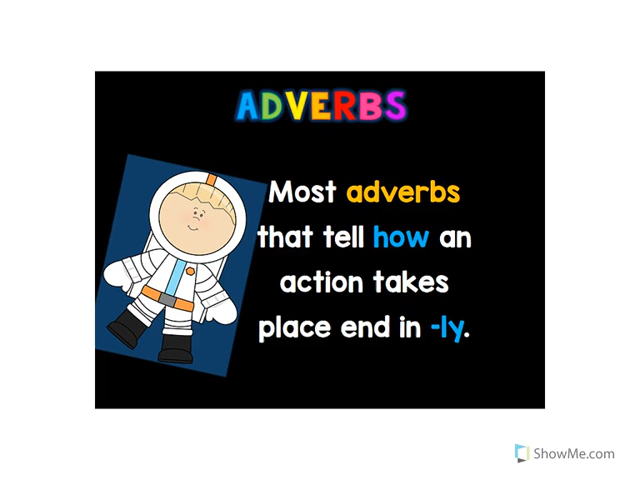 ADVERBS
Most adverbs
that tell how an
action takes
place end in -ly.
ShowMe.com